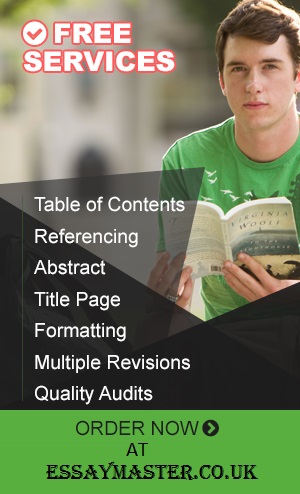 FREE
SERVICES
VIRGINIA
WOOLF
Table of Contents
Referencing
Abstract
Title Page
Formatting
Multiple Revisions
Quality Audits
ORDER NOW
AT
ESSAYMASTER.CO.UK